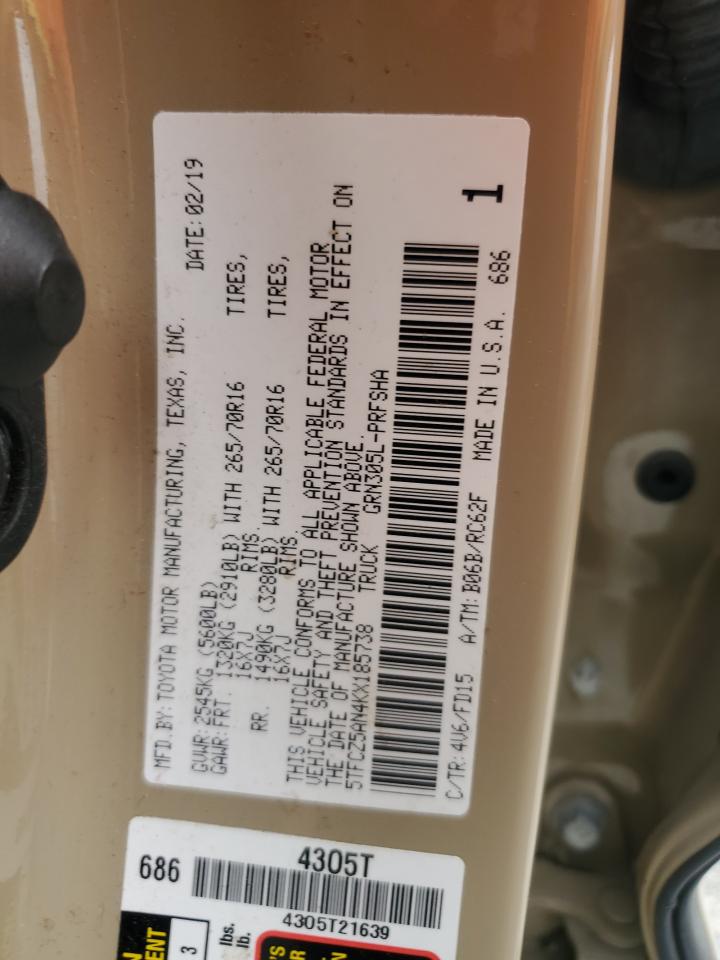 MFD.BY: TOYOTA MOTOR MANUFACTURING, TEXAS, INC.
DATE: 02/19
GVWR: 2545KG (5600LB)
GAWR: FRT. 1320KG (2910LB) WITH 265/70R16 TIRES,
16X7J RIMS.
RR. 1490KG (3280LB) WITH 265/70R16 TIRES,
16X7J RIMS.
THIS VEHICLE CONFORMS TO ALL APPLICABLE FEDERAL MOTOR
VEHICLE SAFETY AND THEFT PREVENTION STANDARDS IN EFFECT ON
THE DATE OF MANUFACTURE SHOWN ABOVE.
5TFCZ5AN4KX185738 TRUCK GRN305L-PRFSHA
1
C/TR: 4V6/FD15 A/TM: B06B/RC62F MADE IN U.S.A. 686
686
4305T
4305T21639
3
lbs.
lb.